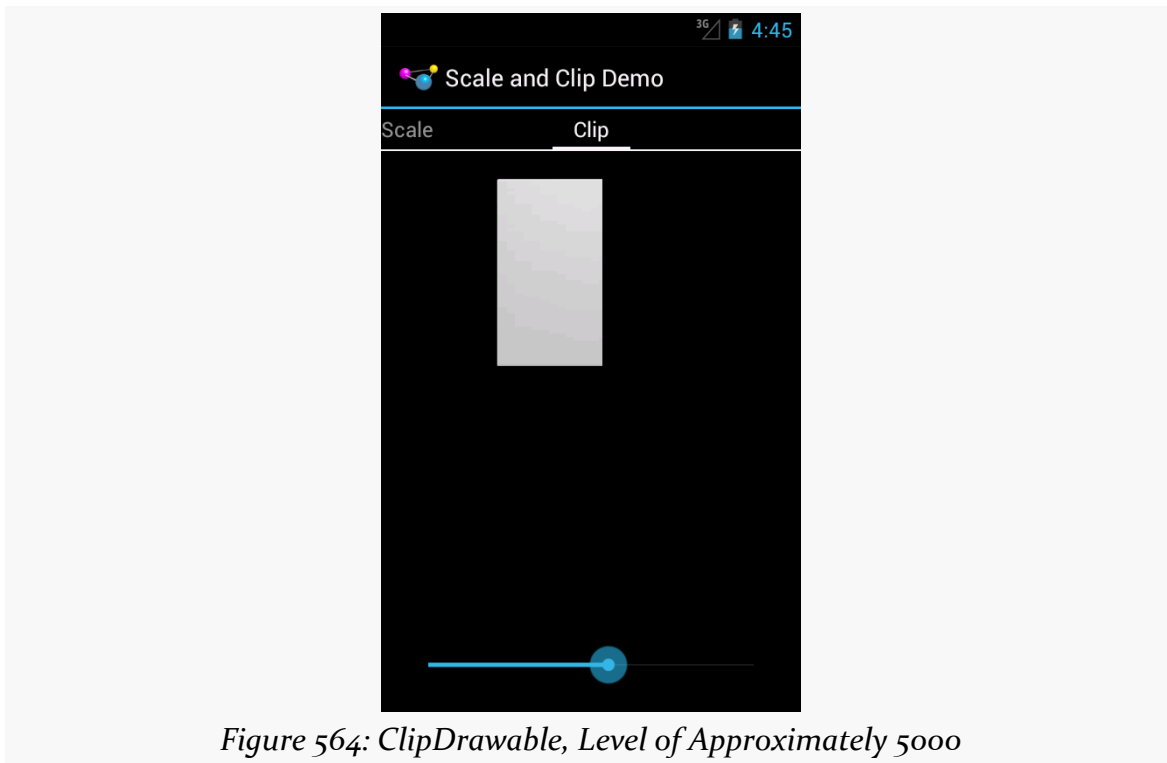 3G 4:45
Scale and Clip Demo
Scale Clip
Figure 564: ClipDrawable, Level of Approximately 5000